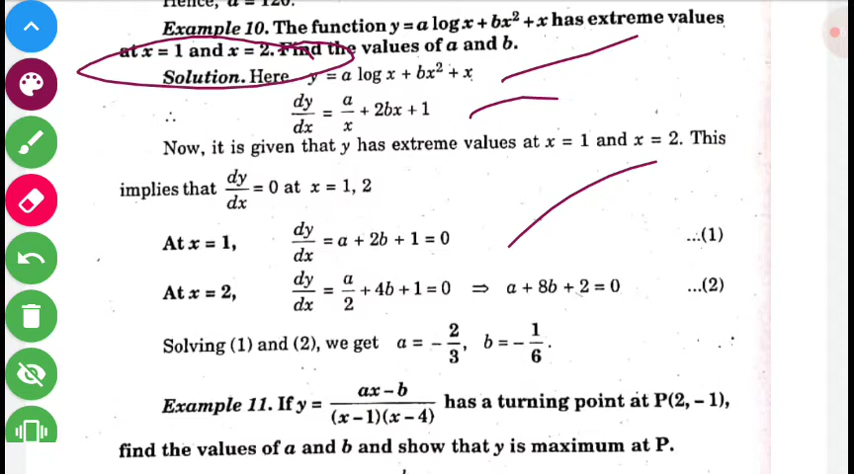 Hence, a = 120.
Example 10. The function y = a log x + bx² + x has extreme values
at x = 1 and x = 2. Find the values of a and b.
Solution. Here y = a log x + bx² + x
∴ dy/dx = a/x + 2bx + 1
Now, it is given that y has extreme values at x = 1 and x = 2. This
implies that dy/dx = 0 at x = 1, 2
At x = 1, dy/dx = a + 2b + 1 = 0 ...(1)
At x = 2, dy/dx = a/2 + 4b + 1 = 0 ⇒ a + 8b + 2 = 0 ...(2)
Solving (1) and (2), we get a = - 2/3, b = - 1/6.
Example 11. If y = ax - b/(x - 1)(x - 4) has a turning point at P(2, - 1),
find the values of a and b and show that y is maximum at P.